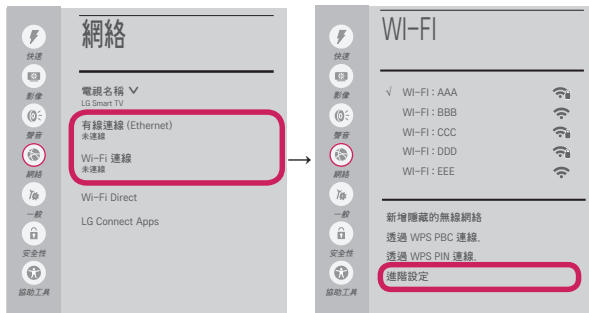 網絡
快速
影像
聲音
網絡
一般
安全性
協助工具
電視名稱
LG Smart TV
有線連線 (Ethernet)
未連線
Wi-Fi 連線
未連線
Wi-Fi Direct
LG Connect Apps
→
WI-FI
快速
影像
聲音
網絡
一般
安全性
協助工具
√ WI-FI : AAA
WI-FI : BBB
WI-FI : CCC
WI-FI : DDD
WI-FI : EEE
新增隱藏的無線網絡
透過 WPS PBC 連線.
透過 WPS PIN 連線.
進階設定